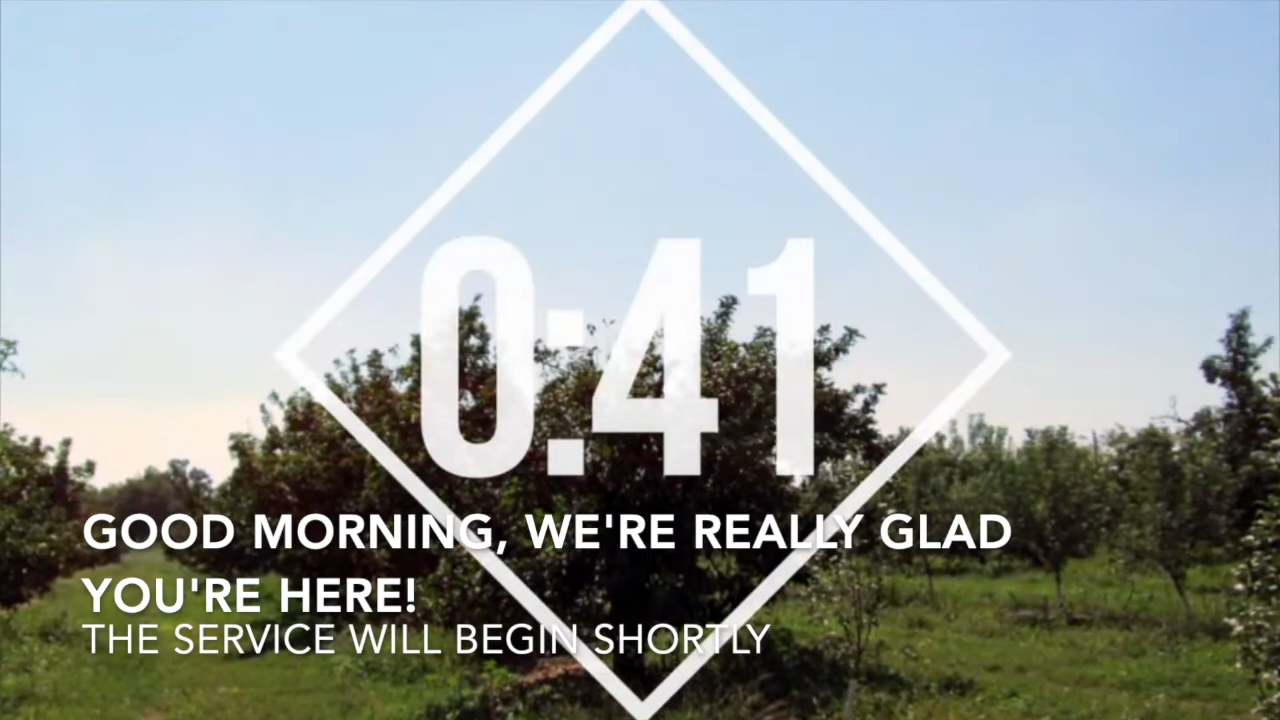 0:41
GOOD MORNING, WE'RE REALLY GLAD
YOU'RE HERE!
THE SERVICE WILL BEGIN SHORTLY